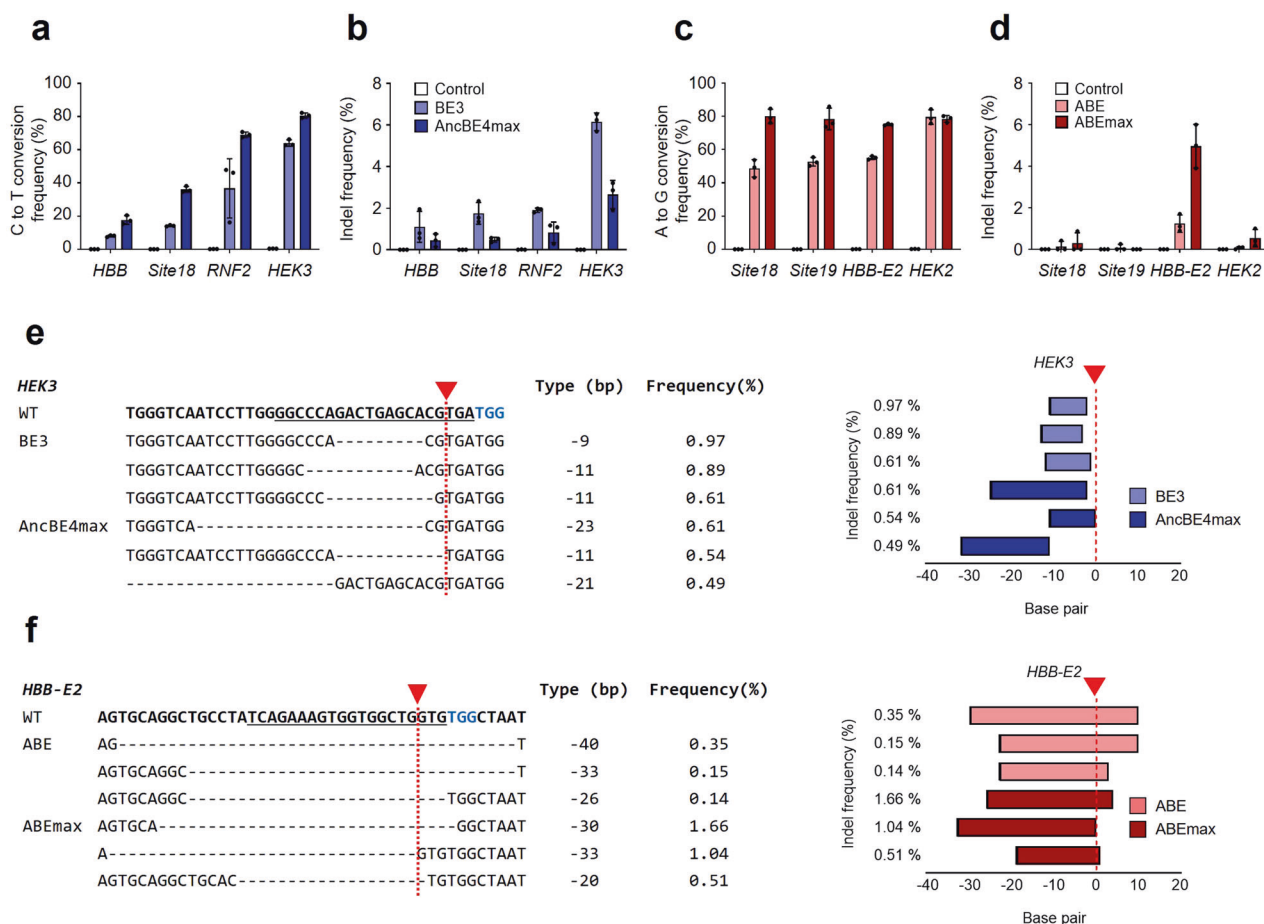 a
C to T conversion
frequency (%)
100
80
60
40
20
0
HBB Site18 RNF2 HEK3
b
Indel frequency (%)
8
6
4
2
0
Control
BE3
AncBE4max
HBB Site18 RNF2 HEK3
c
A to G conversion
frequency (%)
100
80
60
40
20
0
Site18 Site19 HBB-E2 HEK2
d
Indel frequency (%)
8
6
4
2
0
Control
ABE
ABEmax
Site18 Site19 HBB-E2 HEK2
e
HEK3 Type (bp) Frequency(%)
WT TGGGTCAATCCTTGGGGCCCAGACTGAGCACGTGATGG
BE3 TGGGTCAATCCTTGGGGCCCA---------CGTGATGG -9 0.97
TGGGTCAATCCTTGGGGC-----------ACGTGATGG -11 0.89
TGGGTCAATCCTTGGGGCCC-----------GTGATGG -11 0.61
AncBE4max TGGGTCA-----------------------CGTGATGG -23 0.61
TGGGTCAATCCTTGGGGCCCA-----------TGATGG -11 0.54
---------------------GACTGAGCACGTGATGG -21 0.49
HEK3
Indel frequency (%)
0.97 %
0.89 %
0.61 %
0.61 %
0.54 %
0.49 %
BE3
AncBE4max
-40 -30 -20 -10 0 10 20
Base pair
f
HBB-E2 Type (bp) Frequency(%)
WT AGTGCAGGCTGCCTATCAGAAAGTGGTGGCTGGTGTGGCTAAT
ABE AG----------------------------------------T -40 0.35
AGTGCAGGC---------------------------------T -33 0.15
AGTGCAGGC--------------------------TGGCTAAT -26 0.14
ABEmax AGTGCA------------------------------GGCTAAT -30 1.66
A-------------------------------GTGTGGCTAAT -33 1.04
AGTGCAGGCTGCAC-------------------TGTGGCTAAT -20 0.51
HBB-E2
Indel frequency (%)
0.35 %
0.15 %
0.14 %
1.66 %
1.04 %
0.51 %
ABE
ABEmax
-40 -30 -20 -10 0 10 20
Base pair